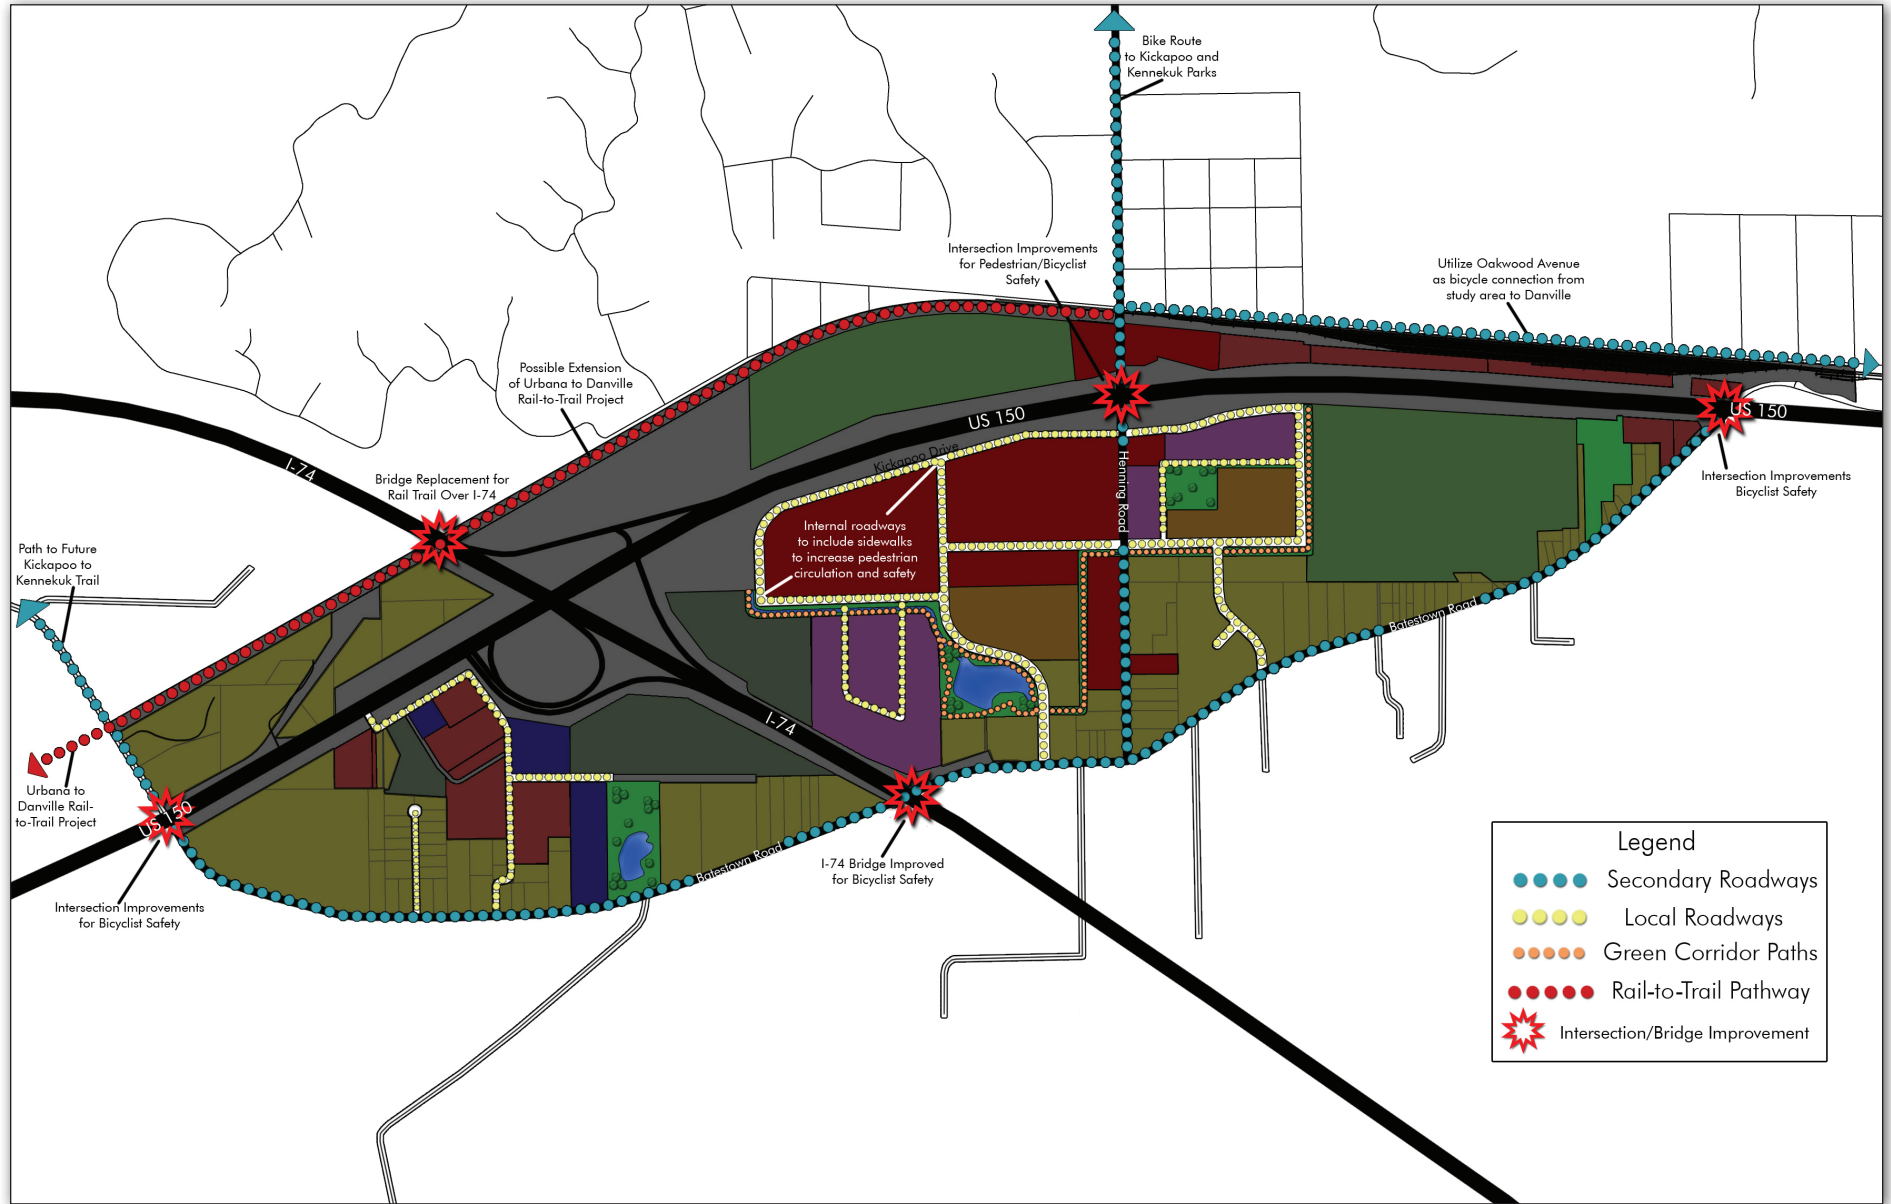 Bike Route
to Kickapoo and
Kennekuk Parks
Intersection Improvements
for Pedestrian/Bicyclist
Safety
Utilize Oakwood Avenue
as bicycle connection from
study area to Danville
Possible Extension
of Urbana to Danville
Rail-to-Trail Project
US 150
US 150
I-74
Kickapoo Drive
Bridge Replacement for
Rail Trail Over I-74
Henning Road
Intersection Improvements
Bicyclist Safety
Internal roadways
to include sidewalks
to increase pedestrian
circulation and safety
Path to Future
Kickapoo to
Kennekuk Trail
Batestown Road
I-74
Urbana to
Danville Rail-
to-Trail Project
US 150
Batestown Road
I-74 Bridge Improved
for Bicyclist Safety
Intersection Improvements
for Bicyclist Safety
Legend
Secondary Roadways
Local Roadways
Green Corridor Paths
Rail-to-Trail Pathway
Intersection/Bridge Improvement